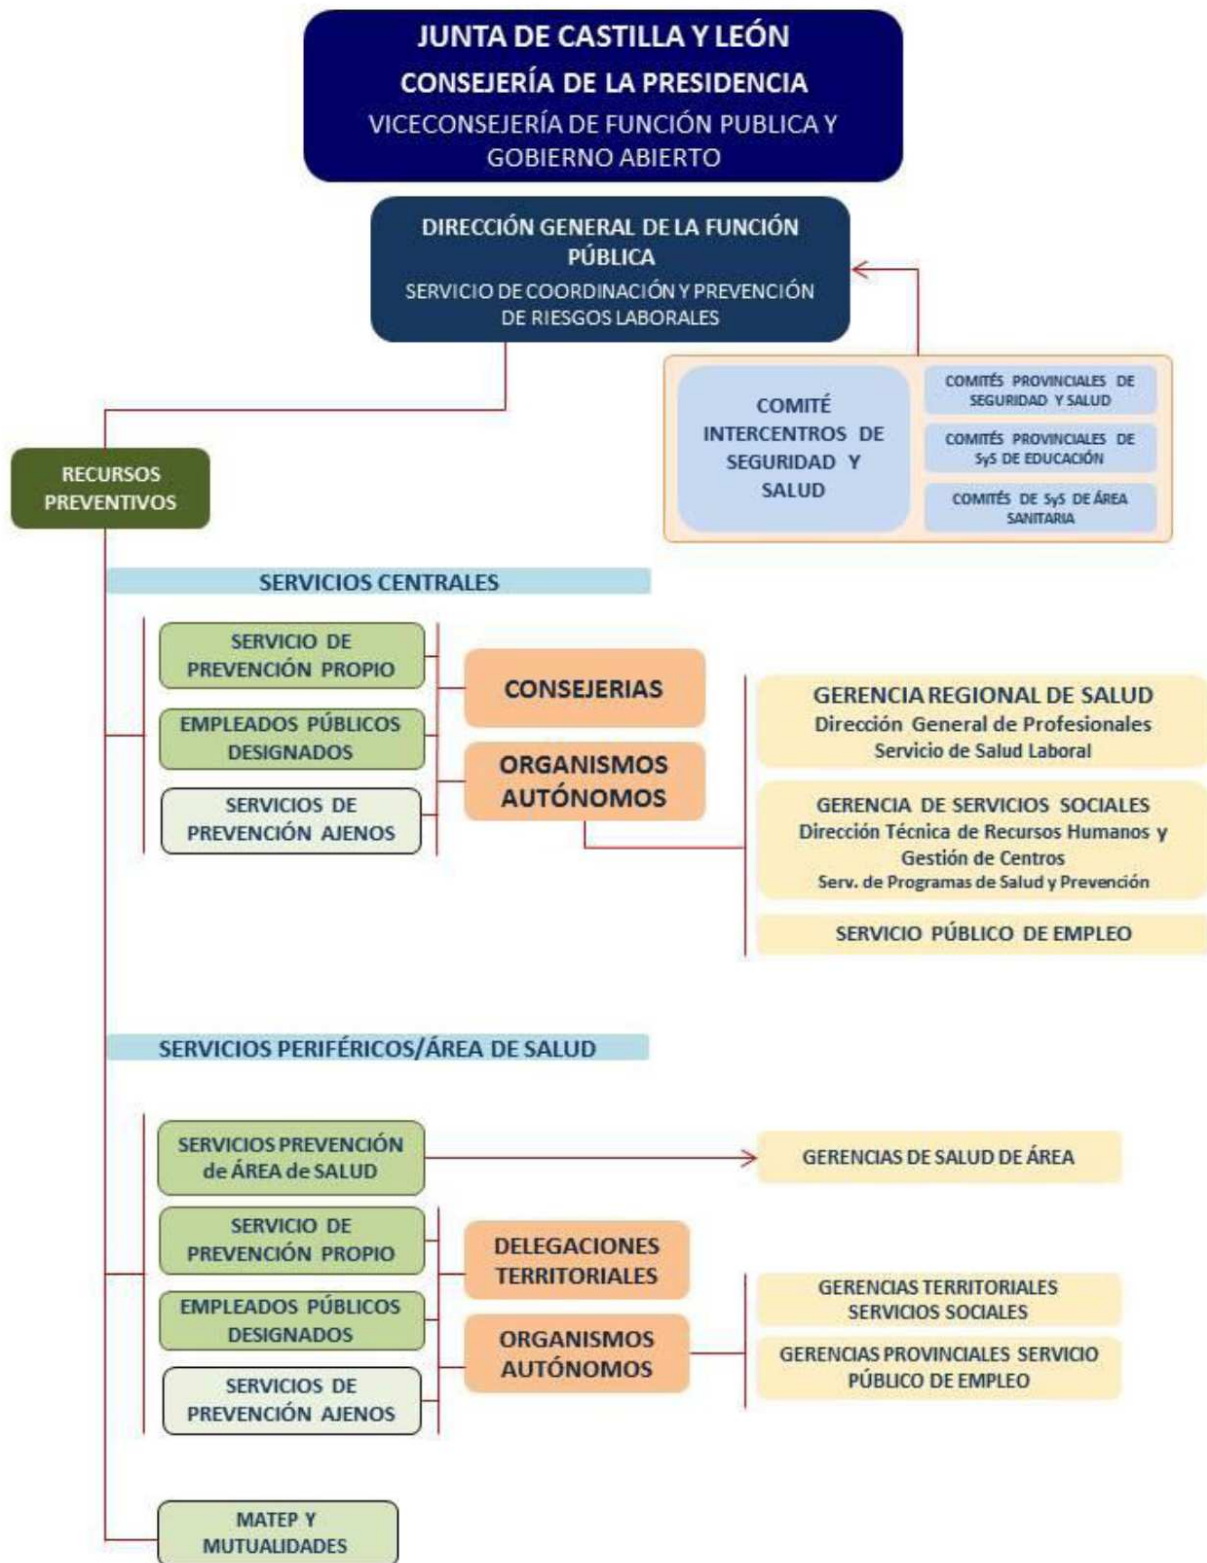 JUNTA DE CASTILLA Y LEÓN
CONSEJERÍA DE LA PRESIDENCIA
VICECONSEJERÍA DE FUNCIÓN PUBLICA Y
GOBIERNO ABIERTO
DIRECCIÓN GENERAL DE LA FUNCIÓN
PÚBLICA
SERVICIO DE COORDINACIÓN Y PREVENCIÓN
DE RIESGOS LABORALES
COMITÉ
INTERCENTROS DE
SEGURIDAD Y
SALUD
COMITÉS PROVINCIALES DE
SEGURIDAD Y SALUD
COMITÉS PROVINCIALES DE
SyS DE EDUCACIÓN
COMITÉS DE SyS DE ÁREA
SANITARIA
RECURSOS
PREVENTIVOS
SERVICIOS CENTRALES
SERVICIO DE
PREVENCIÓN PROPIO
EMPLEADOS PÚBLICOS
DESIGNADOS
SERVICIOS DE
PREVENCIÓN AJENOS
CONSEJERIAS
ORGANISMOS
AUTÓNOMOS
GERENCIA REGIONAL DE SALUD
Dirección General de Profesionales
Servicio de Salud Laboral
GERENCIA DE SERVICIOS SOCIALES
Dirección Técnica de Recursos Humanos y
Gestión de Centros
Serv. de Programas de Salud y Prevención
SERVICIO PÚBLICO DE EMPLEO
SERVICIOS PERIFÉRICOS/ÁREA DE SALUD
SERVICIOS PREVENCIÓN
de ÁREA de SALUD
GERENCIAS DE SALUD DE ÁREA
SERVICIO DE
PREVENCIÓN PROPIO
EMPLEADOS PÚBLICOS
DESIGNADOS
SERVICIOS DE
PREVENCIÓN AJENOS
DELEGACIONES
TERRITORIALES
ORGANISMOS
AUTÓNOMOS
GERENCIAS TERRITORIALES
SERVICIOS SOCIALES
GERENCIAS PROVINCIALES SERVICIO
PÚBLICO DE EMPLEO
MATEP Y
MUTUALIDADES